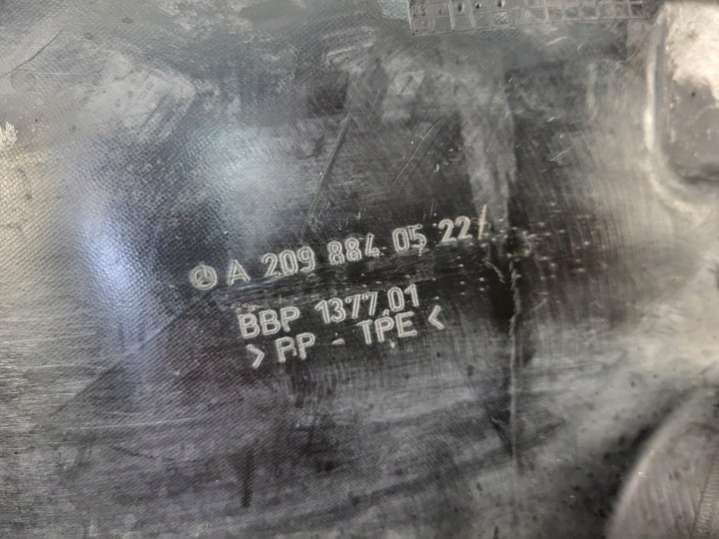 A 209 884 05 22/
BBP 1377.01
> PP - TPE <